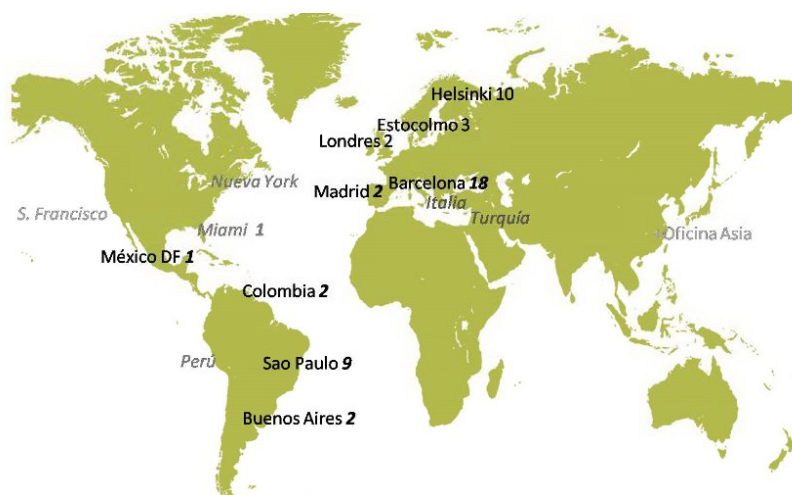 Helsinki 10
Estocolmo 3
Londres 2
Nueva York
Madrid 2
Barcelona 18
Italia
S. Francisco
Turquía
Miami 1
+Oficina Asia
México DF 1
Colombia 2
Perú
Sao Paulo 9
Buenos Aires 2